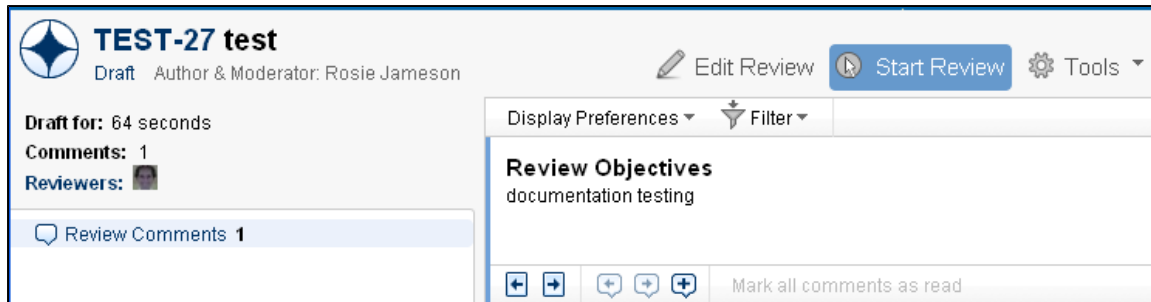 TEST-27 test
Draft Author & Moderator: Rosie Jameson
Edit Review Start Review Tools
Draft for: 64 seconds
Comments: 1
Reviewers:
Review Comments 1
Display Preferences Filter
Review Objectives
documentation testing
Mark all comments as read